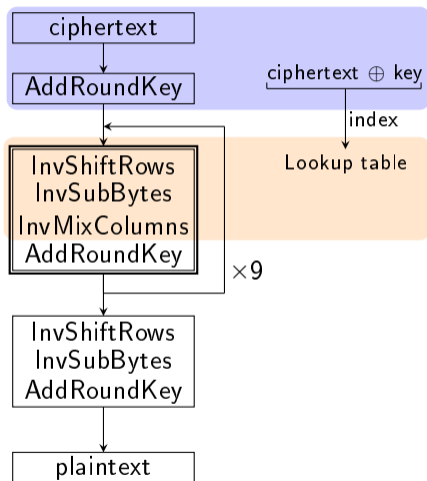 ciphertext
AddRoundKey
ciphertext ⊕ key
index
Lookup table
InvShiftRows
InvSubBytes
InvMixColumns
AddRoundKey
×9
InvShiftRows
InvSubBytes
AddRoundKey
plaintext